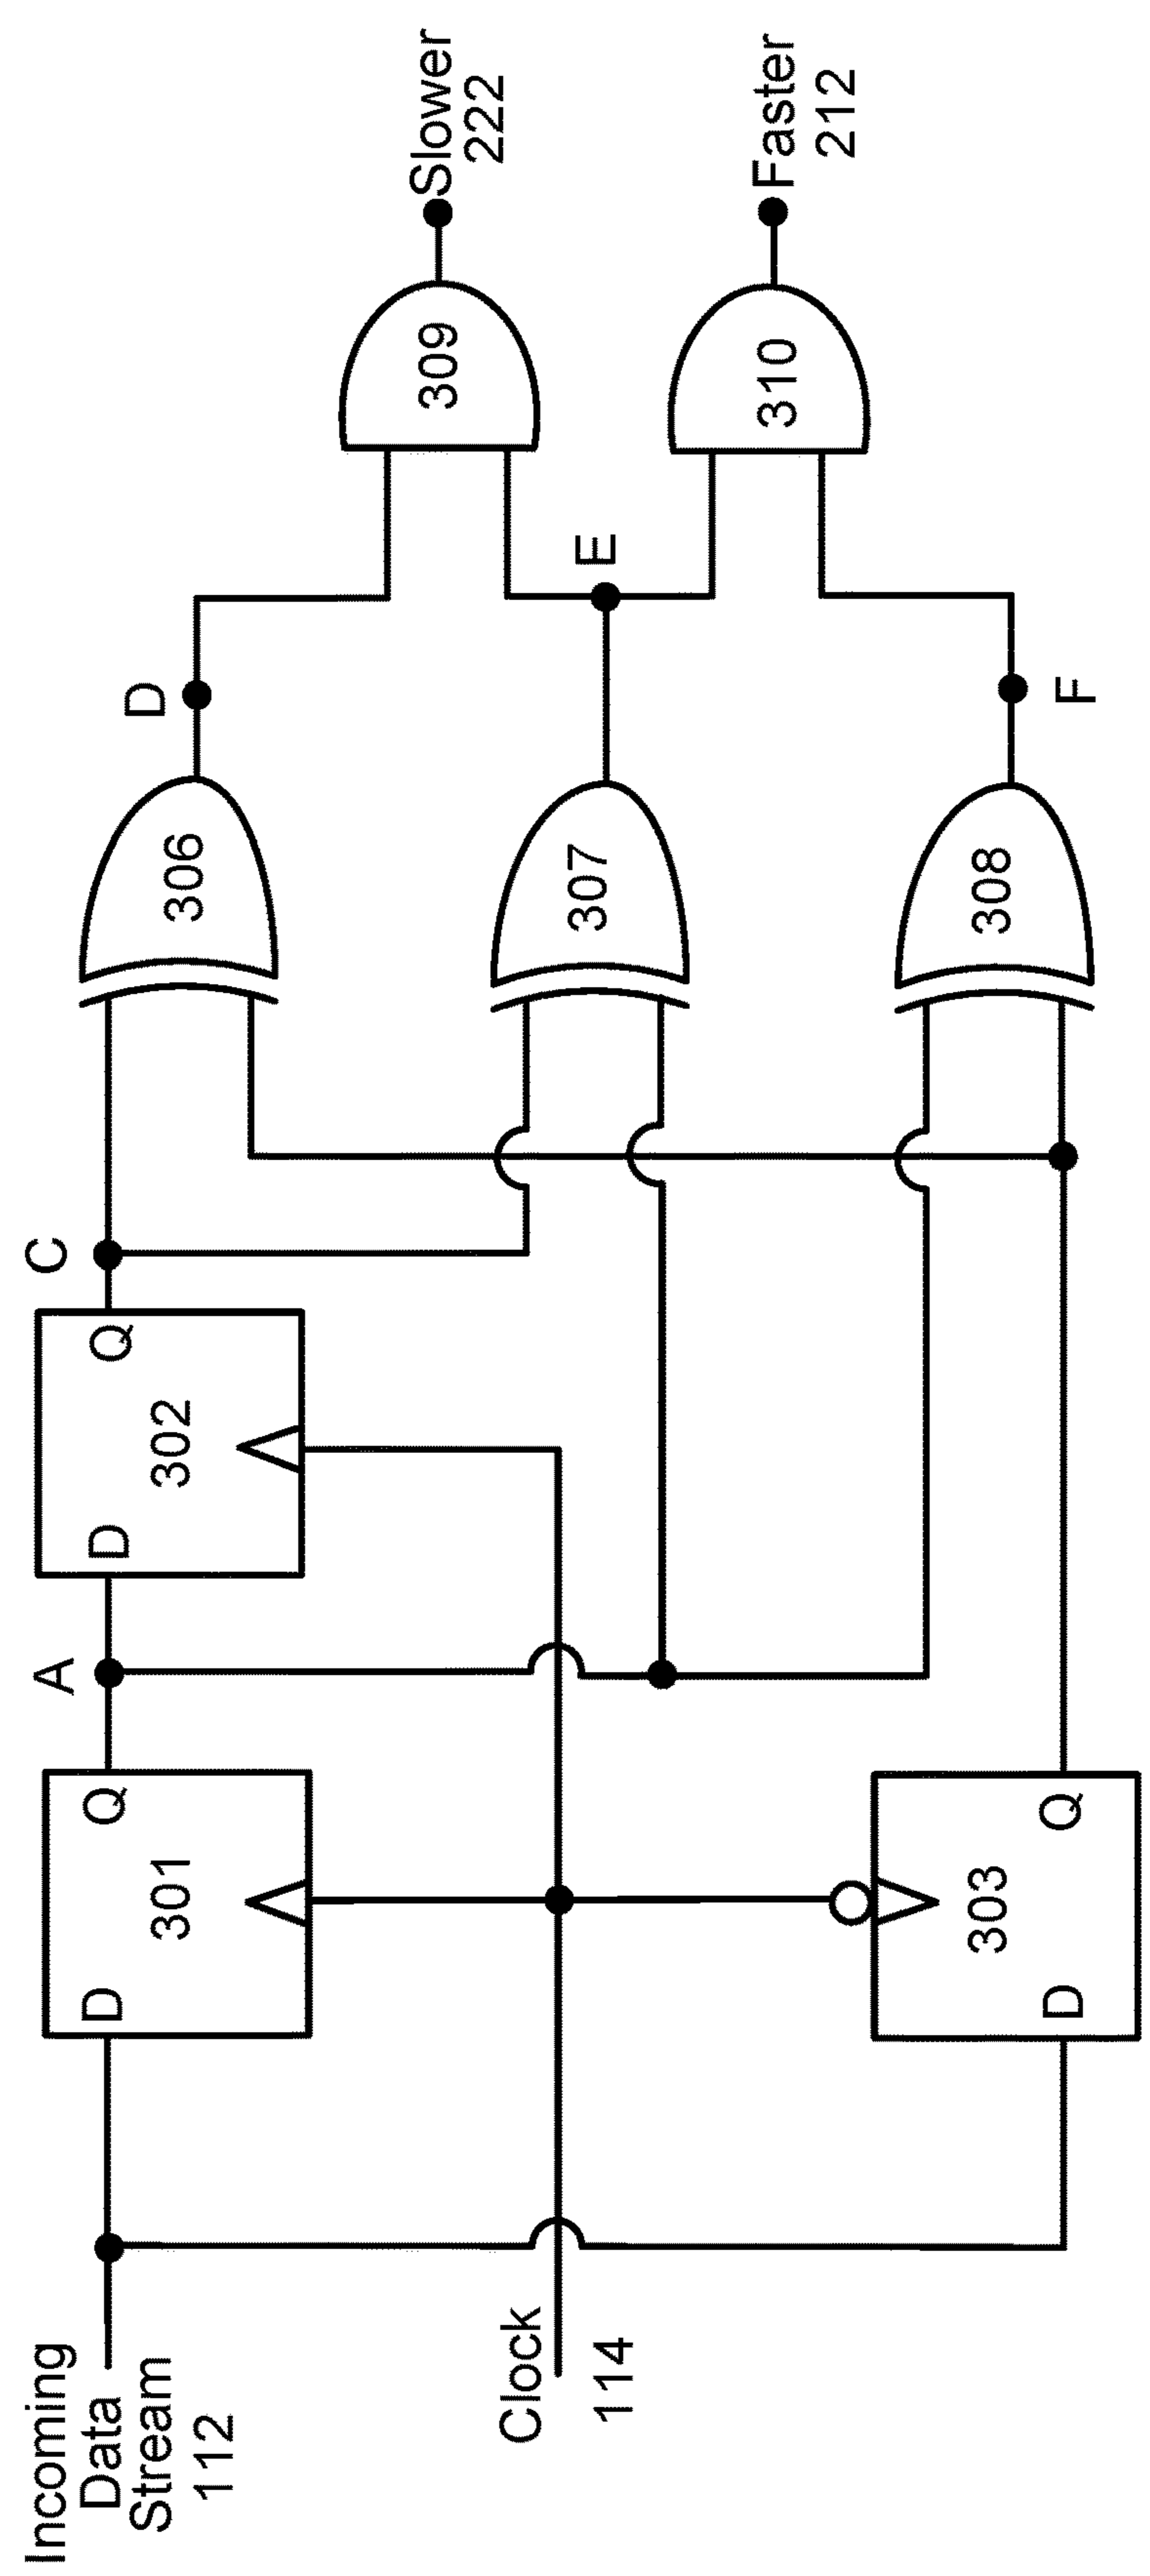 Incoming
Data
Stream
112
Clock
114
D
Q
301
A
D
Q
302
C
D
Q
303
306
307
308
D
E
F
309
310
Slower
222
Faster
212